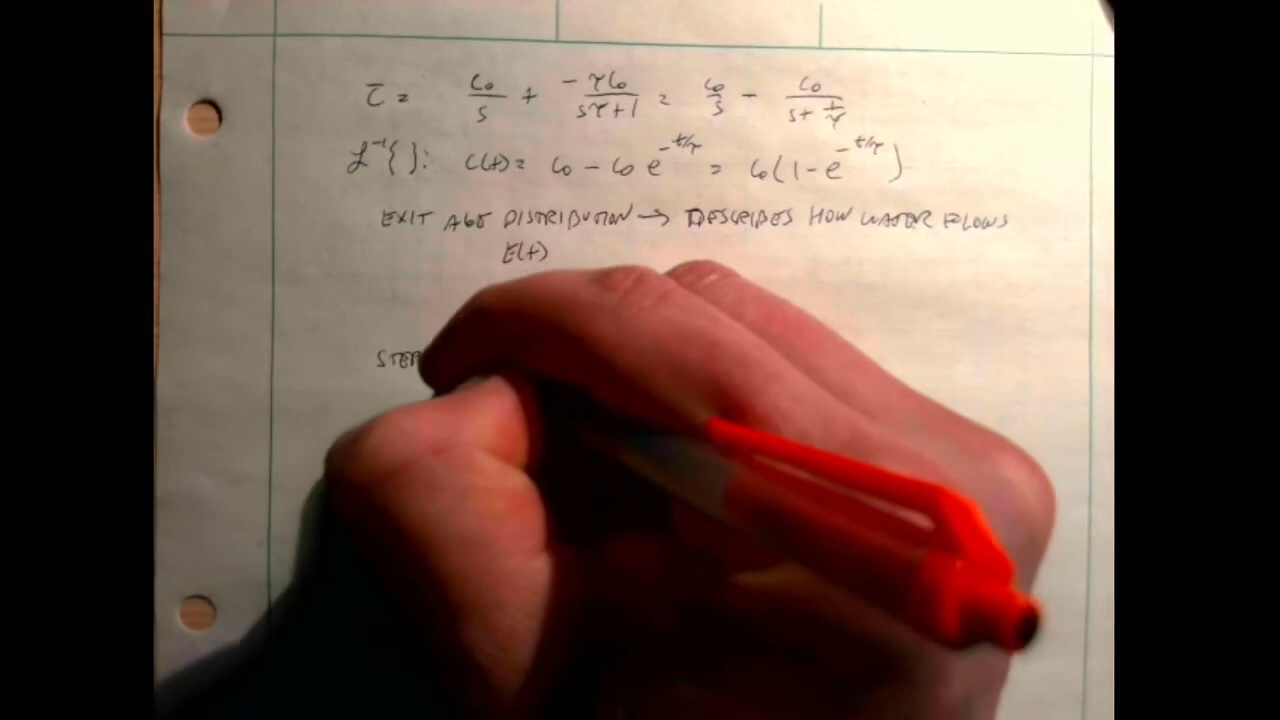 C̄ = C₀/s + -τC₀/(sτ+1) = C₀/s - C₀/(s+1/τ)
ℒ⁻¹{ }: C(t) = C₀ - C₀ e^(-t/τ) = C₀(1-e^(-t/τ))
EXIT AGE DISTRIBUTION → DESCRIBES HOW WATER FLOWS
E(t)
STEP